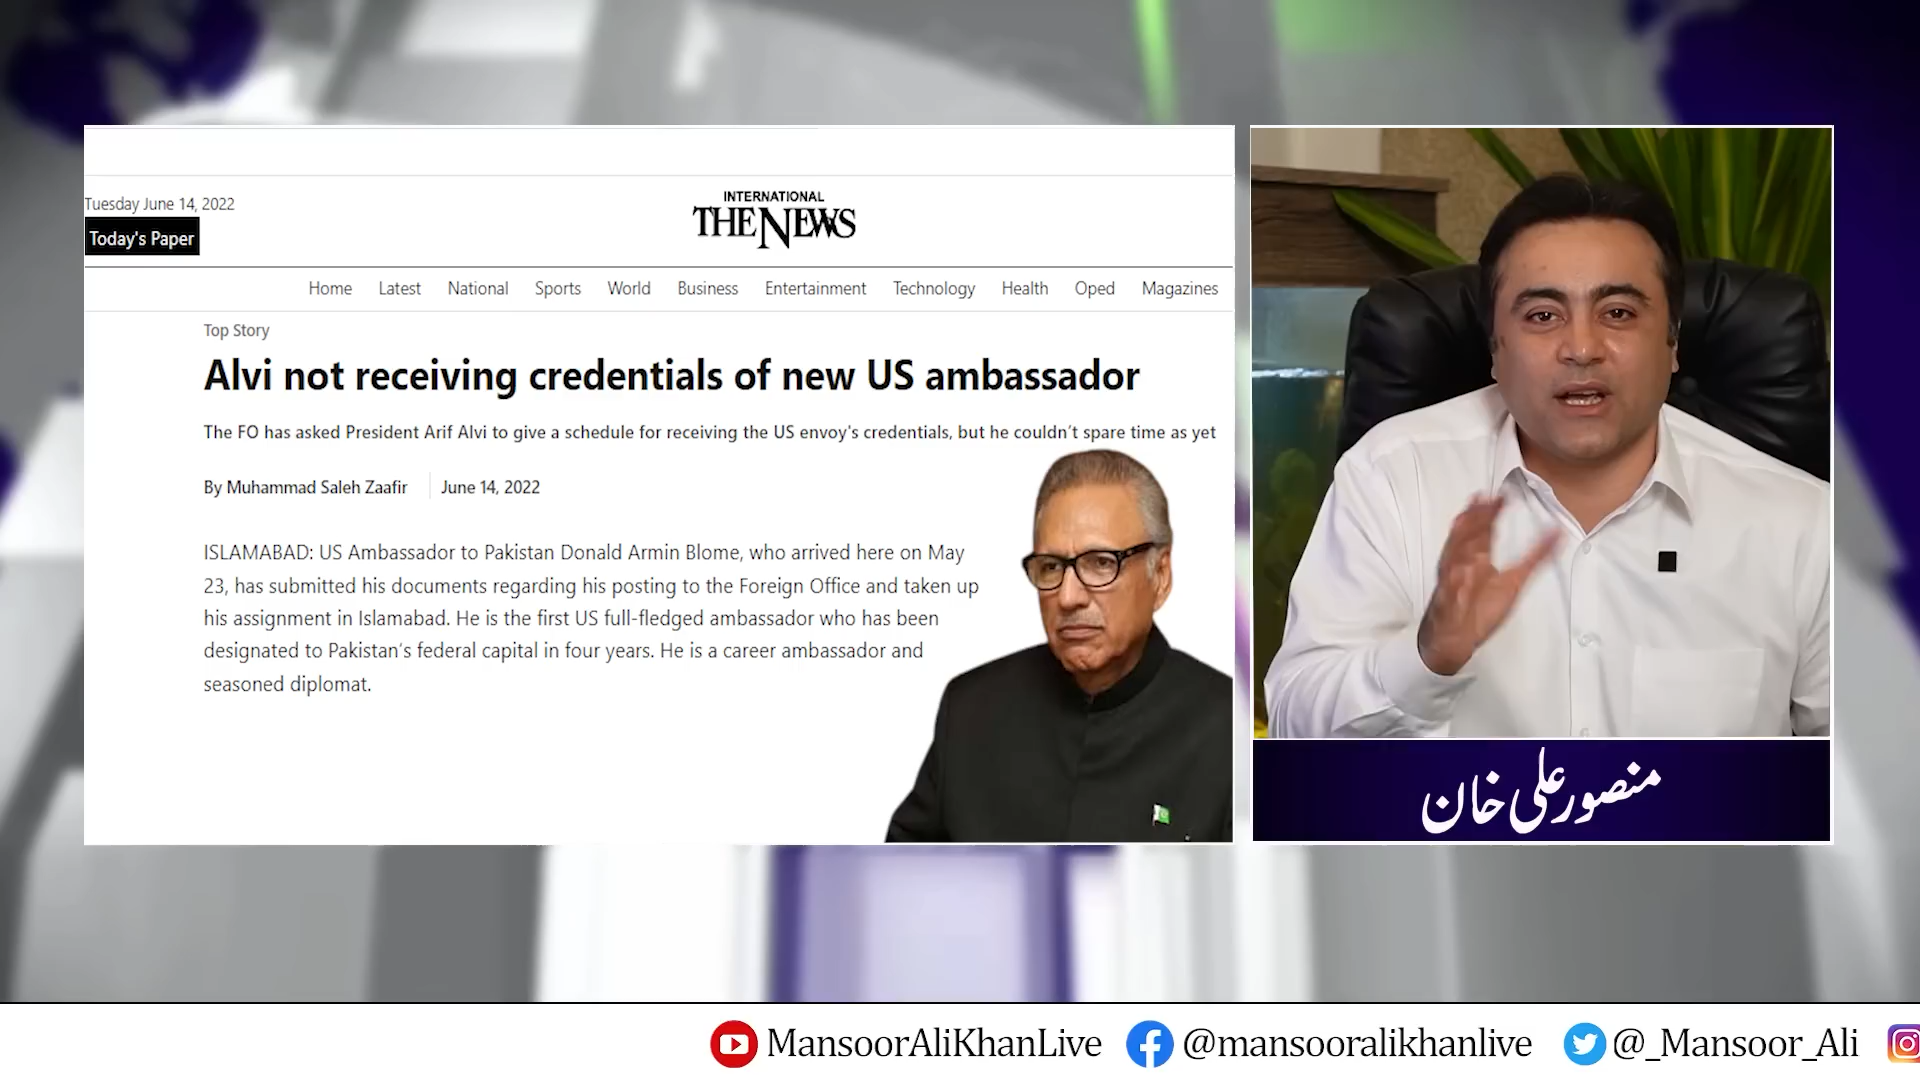 Tuesday June 14, 2022
Today's Paper
INTERNATIONAL
THE NEWS
Home Latest National Sports World Business Entertainment Technology Health Oped Magazines
Top Story
Alvi not receiving credentials of new US ambassador
The FO has asked President Arif Alvi to give a schedule for receiving the US envoy's credentials, but he couldn't spare time as yet
By Muhammad Saleh Zaafir June 14, 2022
ISLAMABAD: US Ambassador to Pakistan Donald Armin Blome, who arrived here on May
23, has submitted his documents regarding his posting to the Foreign Office and taken up
his assignment in Islamabad. He is the first US full-fledged ambassador who has been
designated to Pakistan's federal capital in four years. He is a career ambassador and
seasoned diplomat.
منصور علی خان
MansoorAliKhanLive @mansooralikhanlive @_Mansoor_Ali